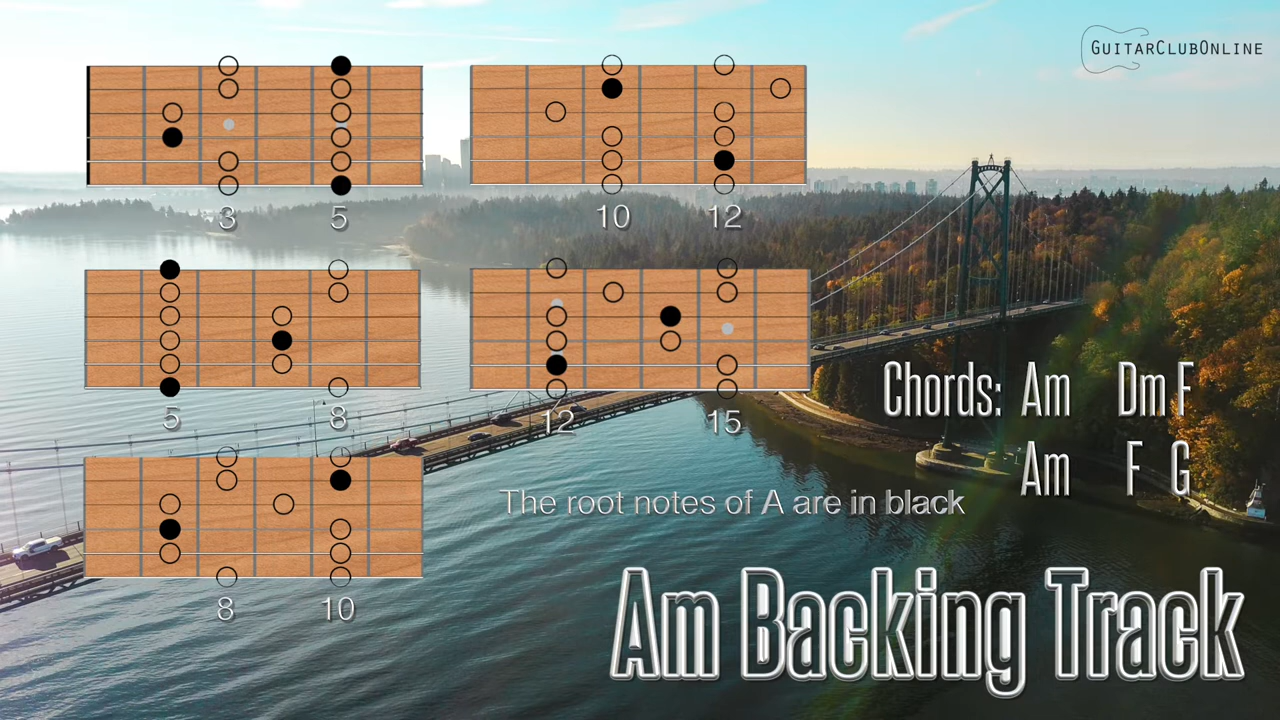 GuitarClubOnline
3 5
10 12
5 8
12 15
8 10
Chords: Am Dm F
Am F G
The root notes of A are in black
Am Backing Track